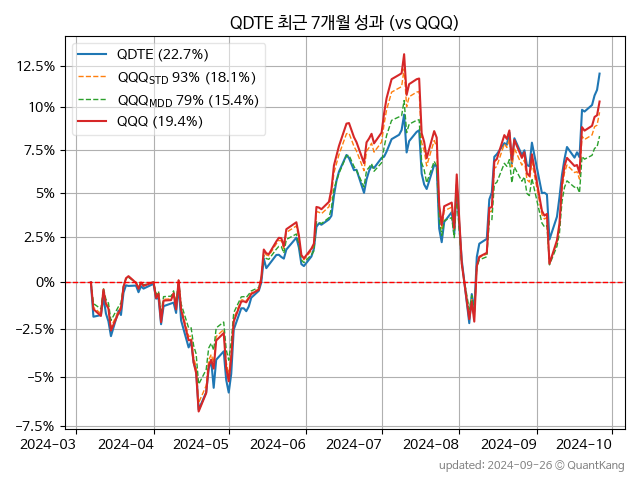 QDTE 최근 7개월 성과 (vs QQQ)
QDTE (22.7%)
QQQSTD 93% (18.1%)
QQQMDD 79% (15.4%)
QQQ (19.4%)
12.5%
10%
7.5%
5%
2.5%
0%
−2.5%
−5%
−7.5%
2024-03 2024-04 2024-05 2024-06 2024-07 2024-08 2024-09 2024-10
updated: 2024-09-26 © QuantKang